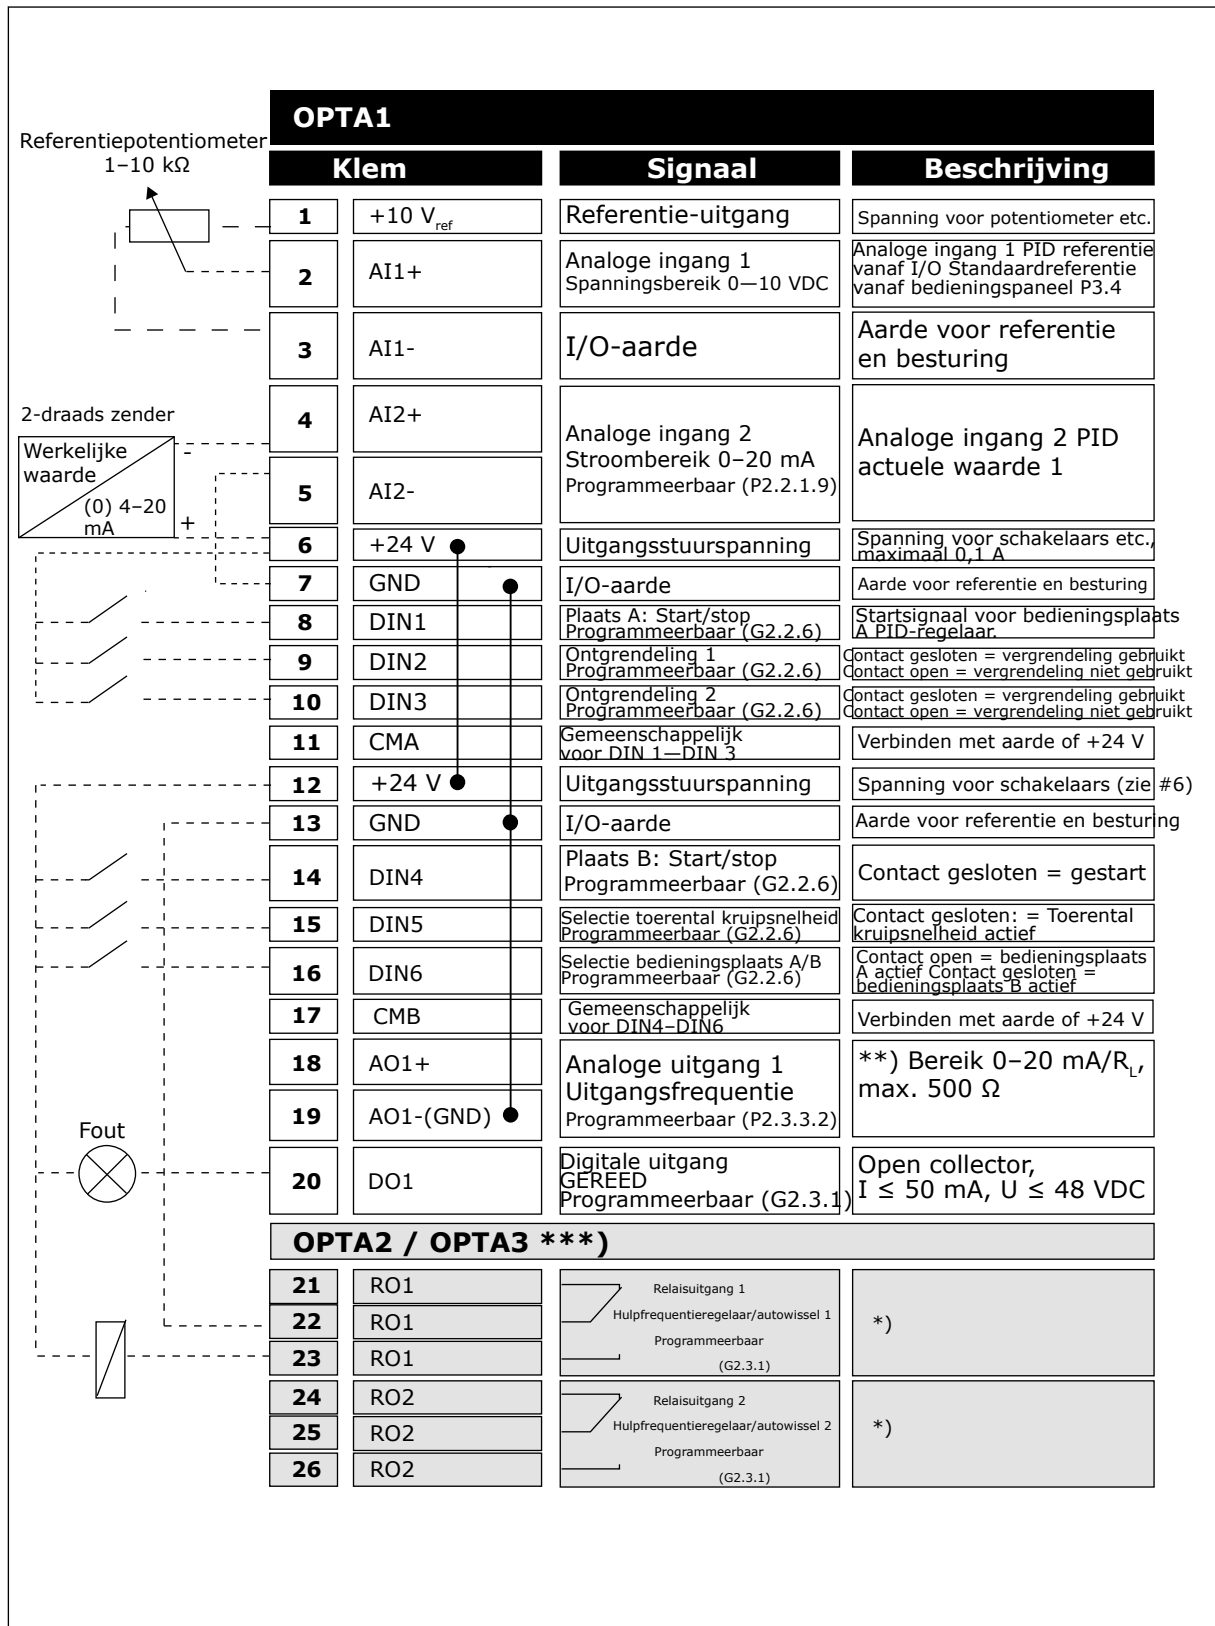 OPTA1
Referentiepotentiometer
1–10 kΩ
Klem
Signaal
Beschrijving
1
+10 Vref
Referentie-uitgang
Spanning voor potentiometer etc.
2
AI1+
Analoge ingang 1
Spanningsbereik 0—10 VDC
Analoge ingang 1 PID referentie
vanaf I/O Standaardreferentie
vanaf bedieningspaneel P3.4
3
AI1-
I/O-aarde
Aarde voor referentie
en besturing
2-draads zender
Werkelijke
waarde
(0) 4–20
mA
-
+
4
AI2+
5
AI2-
Analoge ingang 2
Stroombereik 0–20 mA
Programmeerbaar (P2.2.1.9)
Analoge ingang 2 PID
actuele waarde 1
6
+24 V
Uitgangsstuurspanning
Spanning voor schakelaars etc.,
maximaal 0,1 A
7
GND
I/O-aarde
Aarde voor referentie en besturing
8
DIN1
Plaats A: Start/stop
Programmeerbaar (G2.2.6)
Startsignaal voor bedieningsplaats
A PID-regelaar.
9
DIN2
Ontgrendeling 1
Programmeerbaar (G2.2.6)
Contact gesloten = vergrendeling gebruikt
Contact open = vergrendeling niet gebruikt
10
DIN3
Ontgrendeling 2
Programmeerbaar (G2.2.6)
Contact gesloten = vergrendeling gebruikt
Contact open = vergrendeling niet gebruikt
11
CMA
Gemeenschappelijk
voor DIN 1—DIN 3
Verbinden met aarde of +24 V
12
+24 V
Uitgangsstuurspanning
Spanning voor schakelaars (zie #6)
13
GND
I/O-aarde
Aarde voor referentie en besturing
14
DIN4
Plaats B: Start/stop
Programmeerbaar (G2.2.6)
Contact gesloten = gestart
15
DIN5
Selectie toerental kruipsnelheid
Programmeerbaar (G2.2.6)
Contact gesloten: = Toerental
kruipsnelheid actief
16
DIN6
Selectie bedieningsplaats A/B
Programmeerbaar (G2.2.6)
Contact open = bedieningsplaats
A actief Contact gesloten =
bedieningsplaats B actief
17
CMB
Gemeenschappelijk
voor DIN4–DIN6
Verbinden met aarde of +24 V
18
AO1+
19
AO1-(GND)
Analoge uitgang 1
Uitgangsfrequentie
Programmeerbaar (P2.3.3.2)
**) Bereik 0–20 mA/RL,
max. 500 Ω
Fout
20
DO1
Digitale uitgang
GEREED
Programmeerbaar (G2.3.1)
Open collector,
I ≤ 50 mA, U ≤ 48 VDC
OPTA2 / OPTA3 ***)
21
RO1
22
RO1
23
RO1
Relaisuitgang 1
Hulpfrequentieregelaar/autowissel 1
Programmeerbaar
(G2.3.1)
*)
24
RO2
25
RO2
26
RO2
Relaisuitgang 2
Hulpfrequentieregelaar/autowissel 2
Programmeerbaar
(G2.3.1)
*)